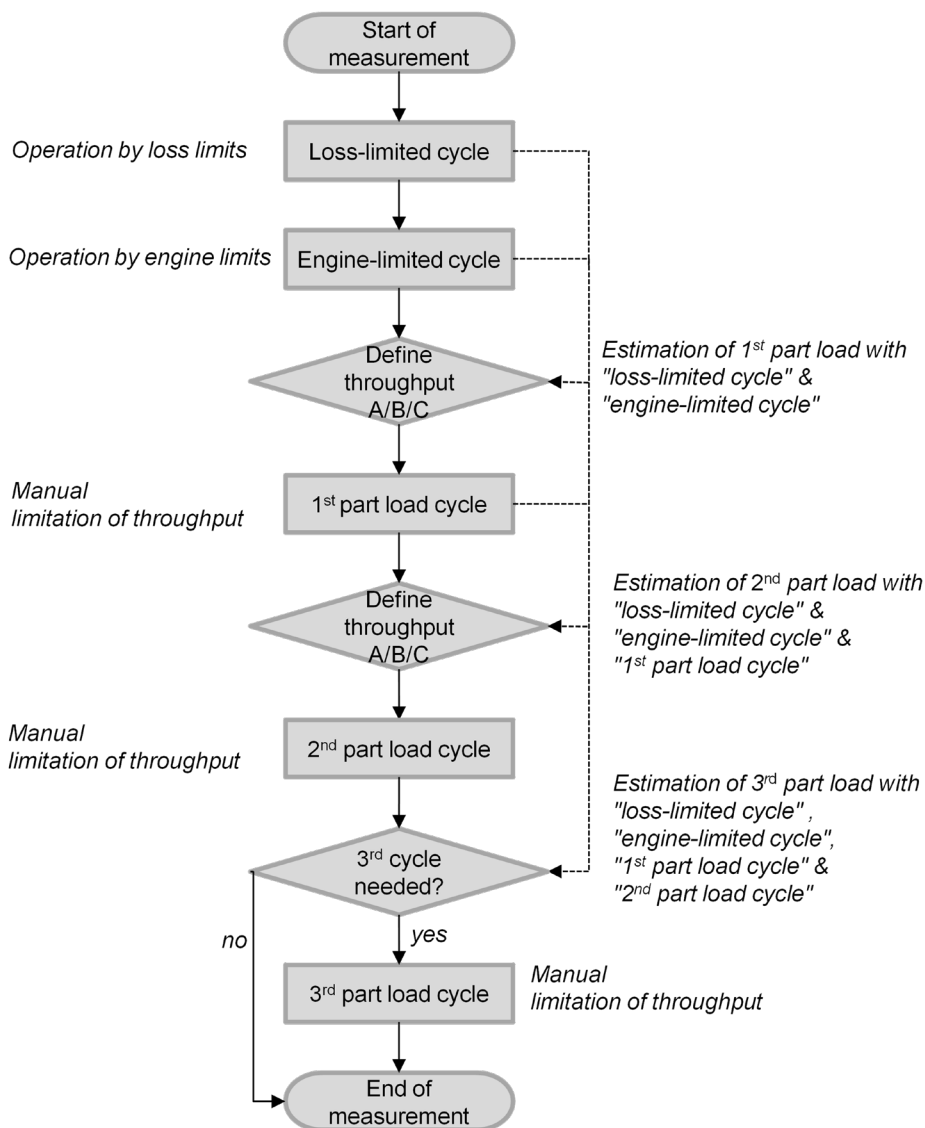 Start of
measurement
Operation by loss limits
Loss-limited cycle
Operation by engine limits
Engine-limited cycle
Define
throughput
A/B/C
Estimation of 1st part load with
"loss-limited cycle" &
"engine-limited cycle"
Manual
limitation of throughput
1st part load cycle
Define
throughput
A/B/C
Estimation of 2nd part load with
"loss-limited cycle" &
"engine-limited cycle" &
"1st part load cycle"
Manual
limitation of throughput
2nd part load cycle
Estimation of 3rd part load with
"loss-limited cycle" ,
"engine-limited cycle",
"1st part load cycle" &
"2nd part load cycle"
3rd cycle
needed?
no
yes
3rd part load cycle
Manual
limitation of throughput
End of
measurement